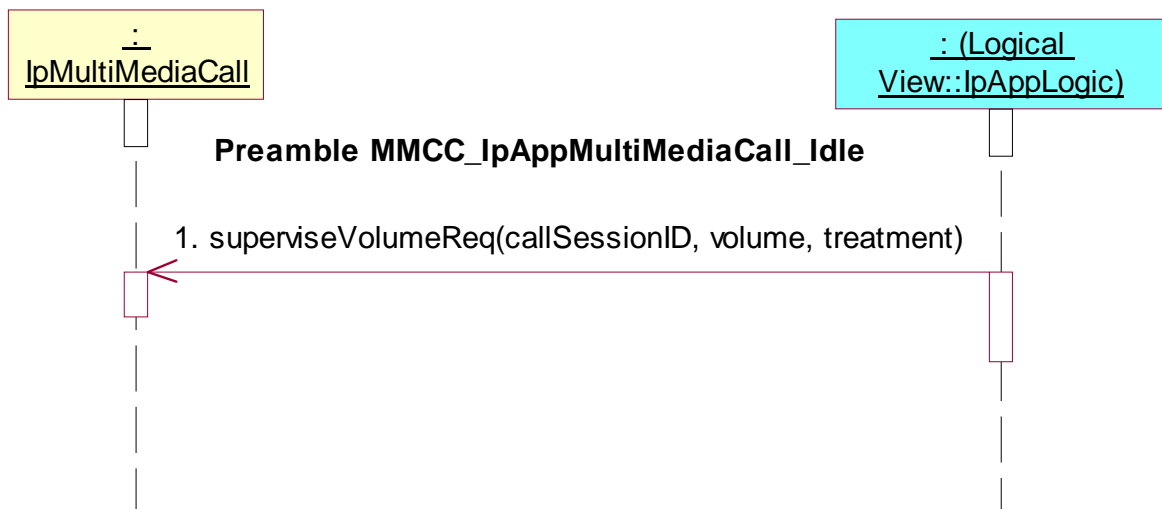 :
IpMultiMediaCall
: (Logical
View::IpAppLogic)
Preamble MMCC_IpAppMultiMediaCall_Idle
1. superviseVolumeReq(callSessionID, volume, treatment)